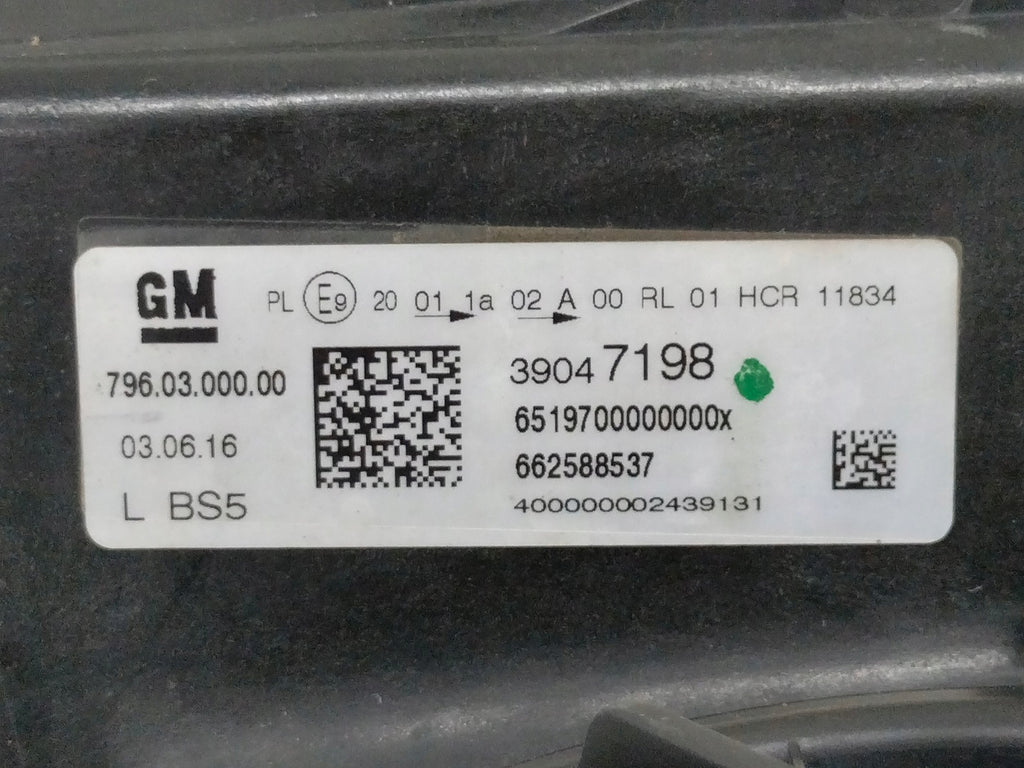 GM
PL E9 20 01 1a 02 A 00 RL 01 HCR 11834
796.03.000.00
03.06.16
L BS5
39047198
6519700000000x
662588537
400000002439131